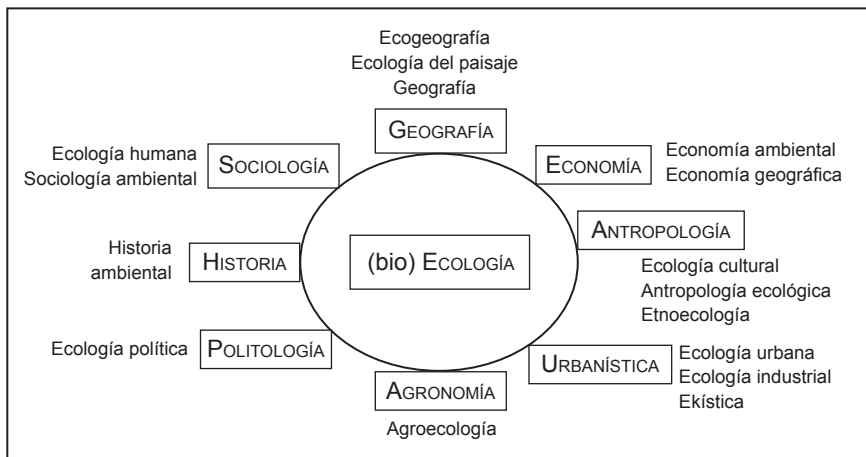 Ecogeografía
Ecología del paisaje
Geografía
GEOGRAFÍA
Ecología humana
Sociología ambiental
SOCIOLOGÍA
ECONOMÍA
Economía ambiental
Economía geográfica
ANTROPOLOGÍA
Ecología cultural
Antropología ecológica
Etnoecología
Historia
ambiental
HISTORIA
(bio) ECOLOGÍA
Ecología política
POLITOLOGÍA
URBANÍSTICA
Ecología urbana
Ecología industrial
Ekística
AGRONOMÍA
Agroecología